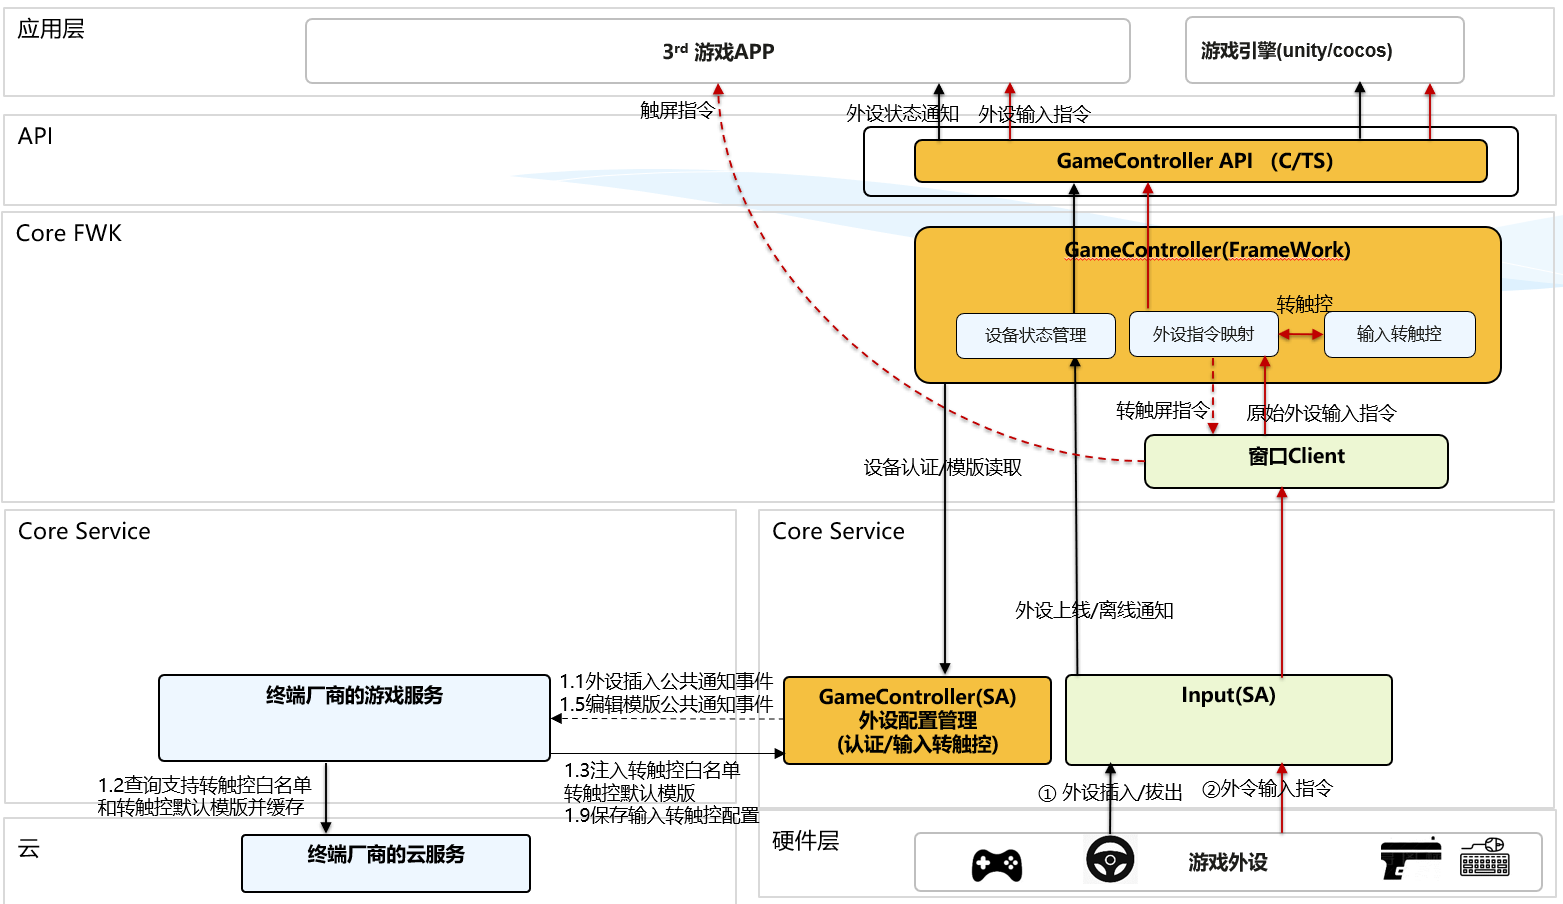 应用层
3rd 游戏APP
游戏引擎(unity/cocos)
触屏指令
外设状态通知
外设输入指令
API
GameController API （C/TS）
Core FWK
GameController(FrameWork)
转触控
设备状态管理
外设指令映射
输入转触控
转触屏指令
原始外设输入指令
窗口Client
设备认证/模版读取
Core Service
Core Service
外设上线/离线通知
终端厂商的游戏服务
1.1外设插入公共通知事件
1.5编辑模版公共通知事件
GameController(SA)
外设配置管理
(认证/输入转触控)
Input(SA)
1.2查询支持转触控白名单
和转触控默认模版并缓存
1.3注入转触控白名单
转触控默认模版
1.9保存输入转触控配置
① 外设插入/拔出
②外令输入指令
云
终端厂商的云服务
硬件层
游戏外设